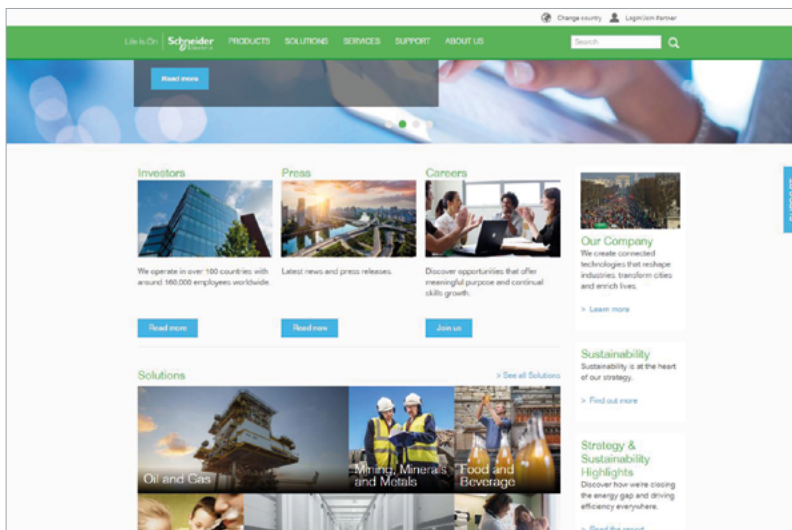 Change country Login/Join Partner
Life Is On Schneider Electric PRODUCTS SOLUTIONS SERVICES SUPPORT ABOUT US Search
Read more
Investors
We operate in over 100 countries with
around 160,000 employees worldwide.
Read more
Press
Latest news and press releases.
Read now
Careers
Discover opportunities that offer
meaningful purpose and continual
skills growth.
Join us
Our Company
We create connected
technologies that reshape
industries, transform cities
and enrich lives.
> Learn more
SUPPORT
Solutions
> See all Solutions
Oil and Gas
Mining, Minerals
and Metals
Food and
Beverage
Sustainability
Sustainability is at the heart
of our strategy.
> Find out more
Strategy &
Sustainability
Highlights
Discover how we're closing
the energy gap and driving
efficiency everywhere.
> Read the report